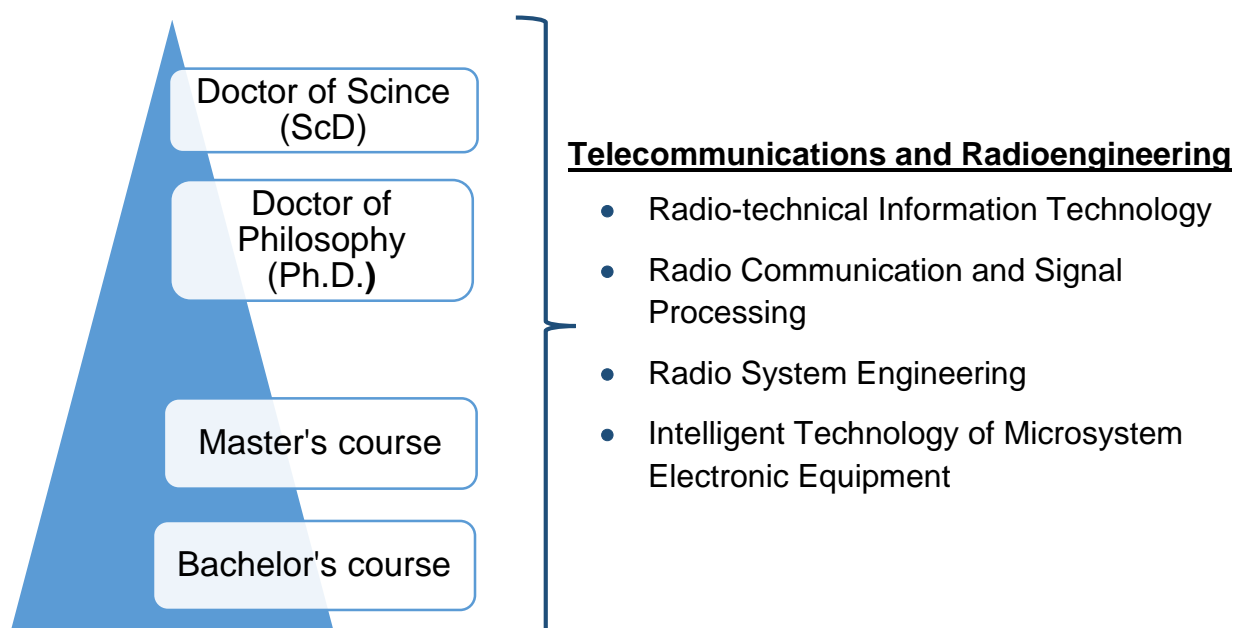 Doctor of Scince
(ScD)
Doctor of
Philosophy
(Ph.D.)
Master's course
Bachelor's course
Telecommunications and Radioengineering
• Radio-technical Information Technology
• Radio Communication and Signal
Processing
• Radio System Engineering
• Intelligent Technology of Microsystem
Electronic Equipment